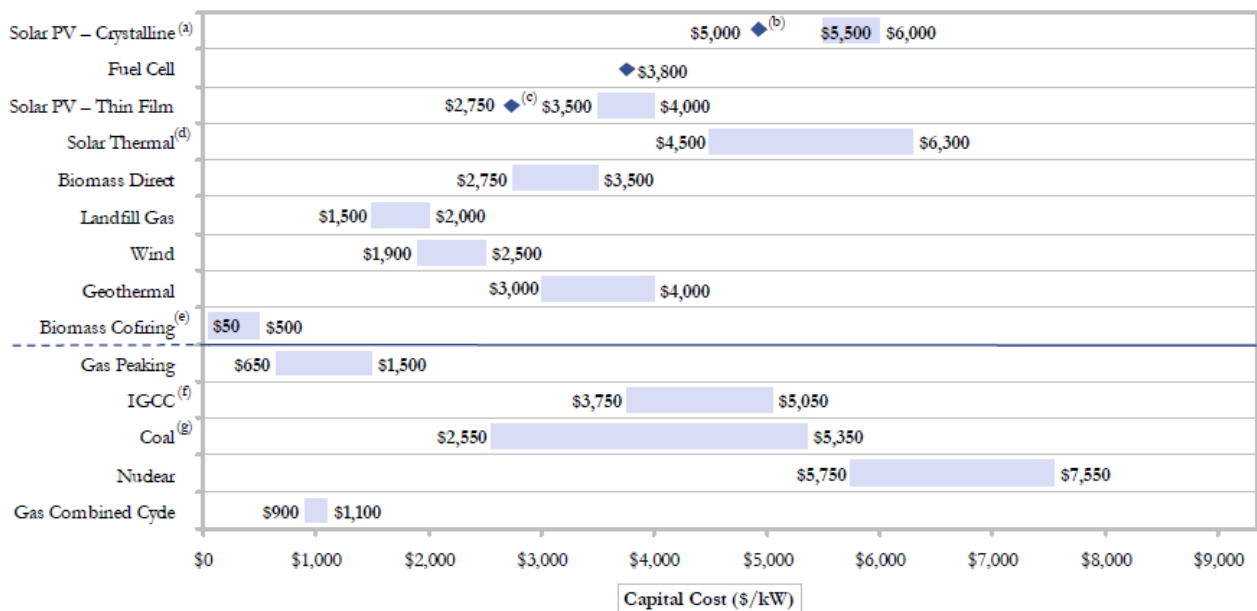 Solar PV – Crystalline (a) $5,000 (b) $5,500 $6,000
Fuel Cell $3,800
Solar PV – Thin Film $2,750 (c) $3,500 $4,000
Solar Thermal (d) $4,500 $6,300
Biomass Direct $2,750 $3,500
Landfill Gas $1,500 $2,000
Wind $1,900 $2,500
Geothermal $3,000 $4,000
Biomass Cofiring (e) $50 $500
Gas Peaking $650 $1,500
IGCC (f) $3,750 $5,050
Coal (g) $2,550 $5,350
Nuclear $5,750 $7,550
Gas Combined Cycle $900 $1,100
$0 $1,000 $2,000 $3,000 $4,000 $5,000 $6,000 $7,000 $8,000 $9,000
Capital Cost ($/kW)